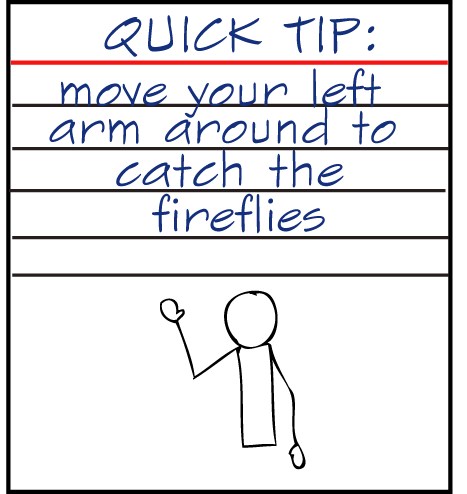 QUICK TIP:
move your left
arm around to
catch the
fireflies